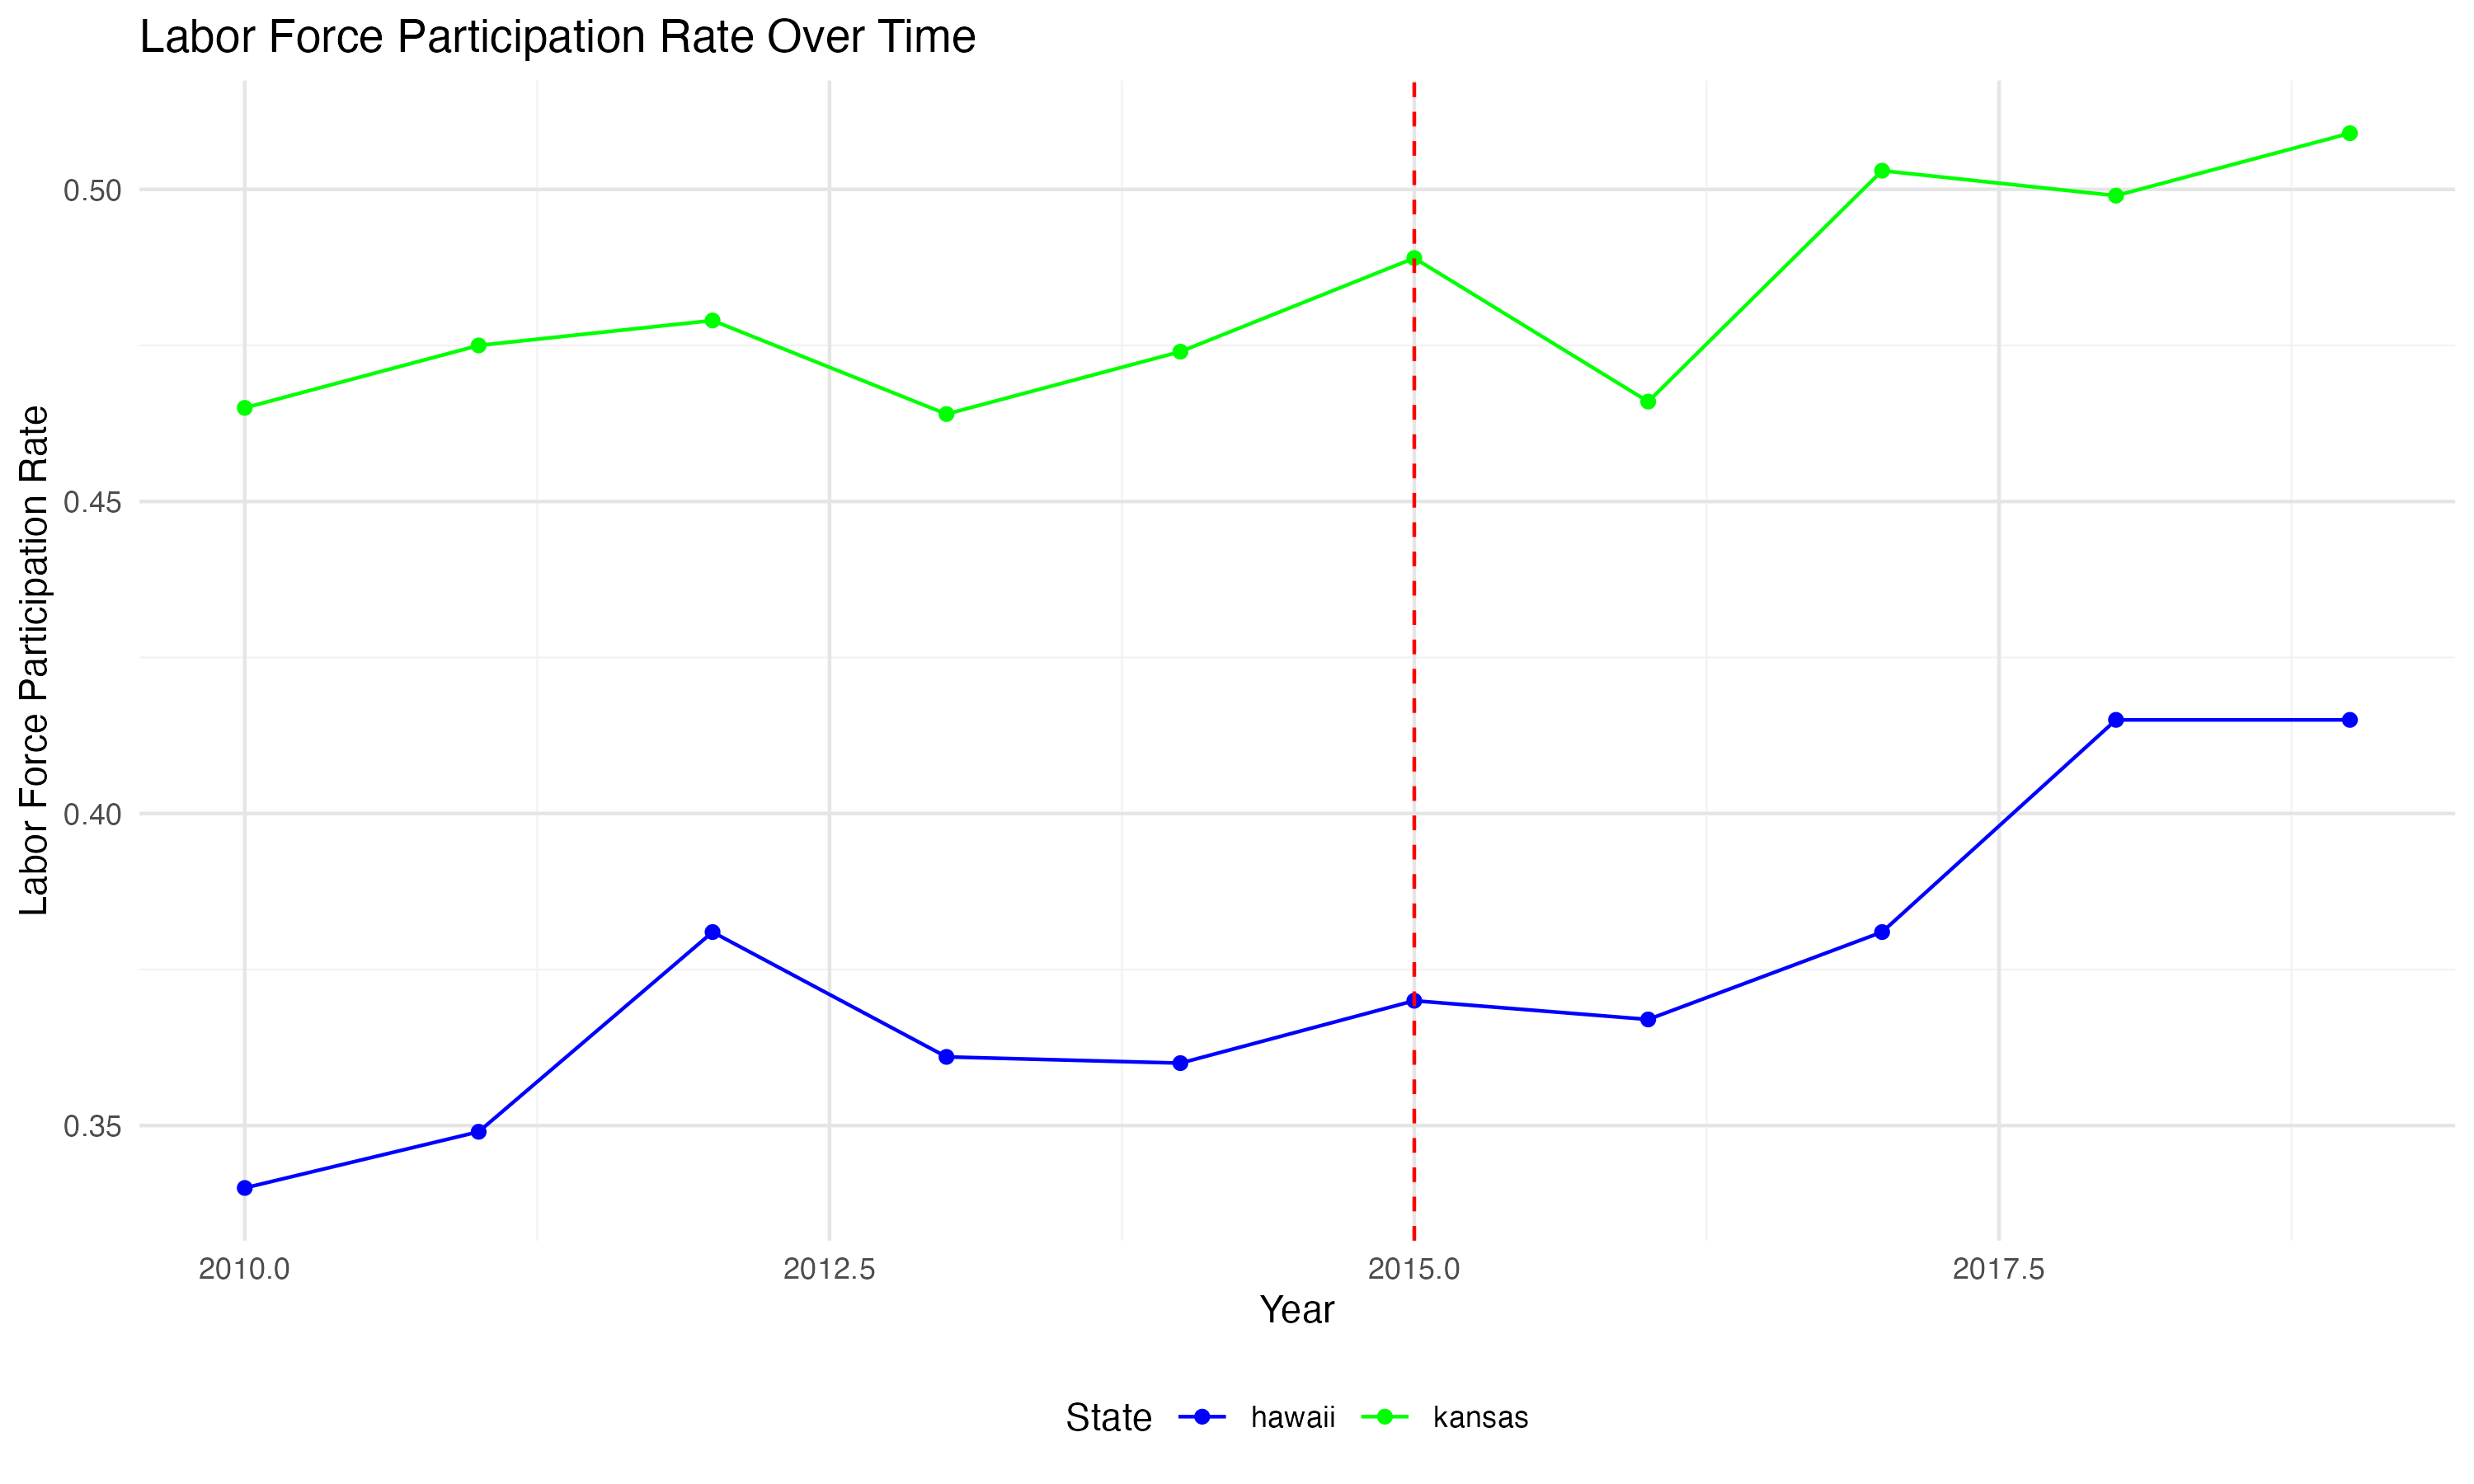 Labor Force Participation Rate Over Time
Labor Force Participation Rate
0.50
0.45
0.40
0.35
2010.0 2012.5 2015.0 2017.5
Year
State hawaii kansas